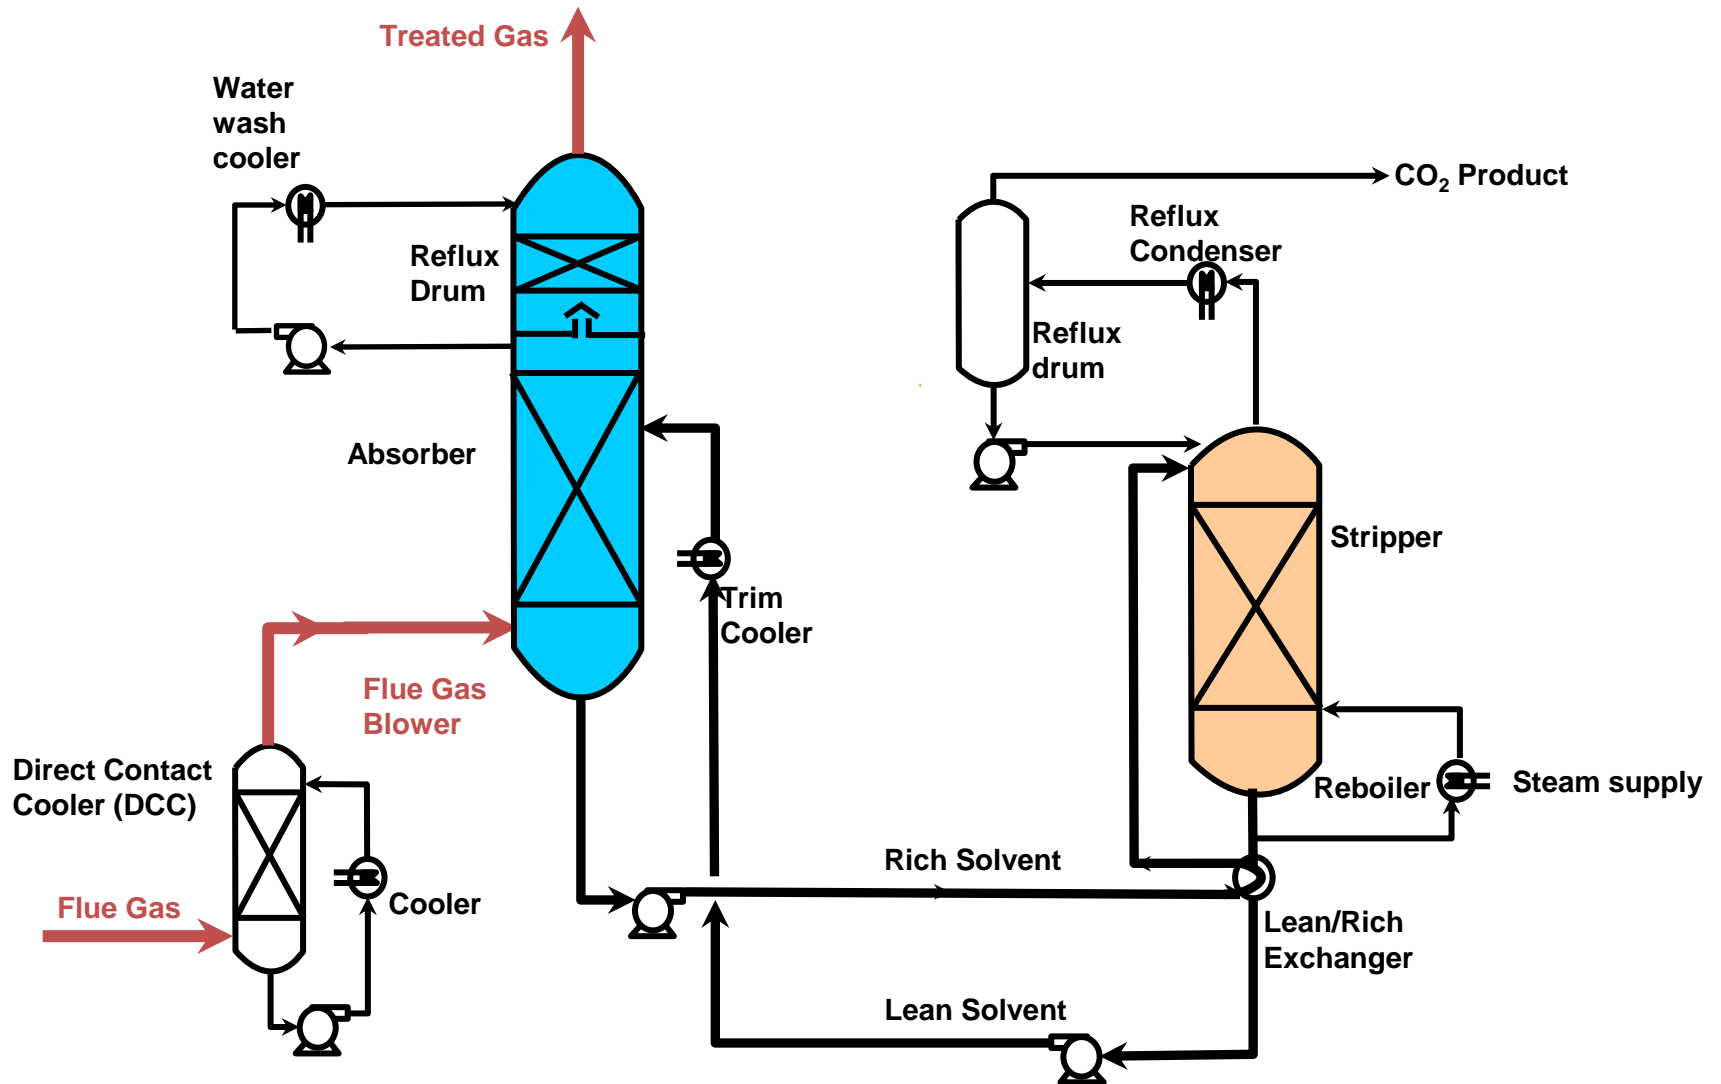 Treated Gas
Water
wash
cooler
CO₂ Product
Reflux
Condenser
Reflux
Drum
Reflux
drum
Absorber
Stripper
Trim
Cooler
Flue Gas
Blower
Direct Contact
Cooler (DCC)
Reboiler
Steam supply
Rich Solvent
Cooler
Flue Gas
Lean/Rich
Exchanger
Lean Solvent